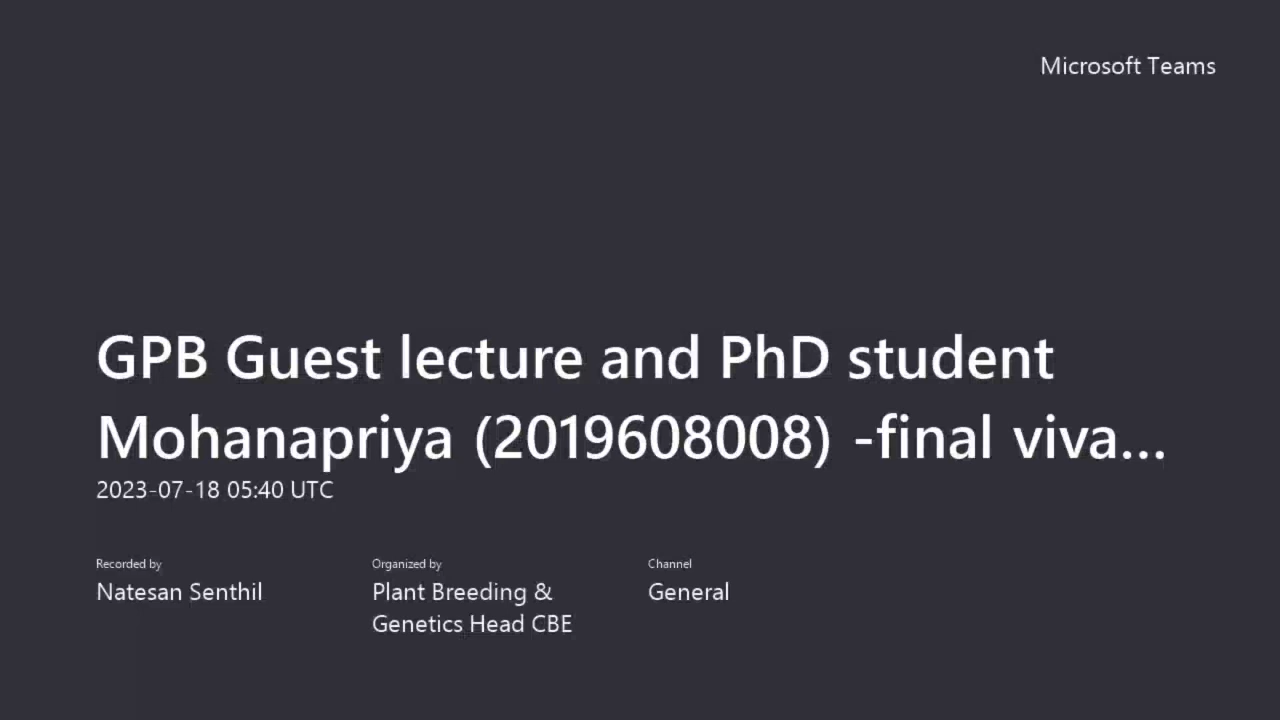 Microsoft Teams
GPB Guest lecture and PhD student
Mohanapriya (2019608008) -final viva...
2023-07-18 05:40 UTC
Recorded by
Natesan Senthil
Organized by
Plant Breeding &
Genetics Head CBE
Channel
General